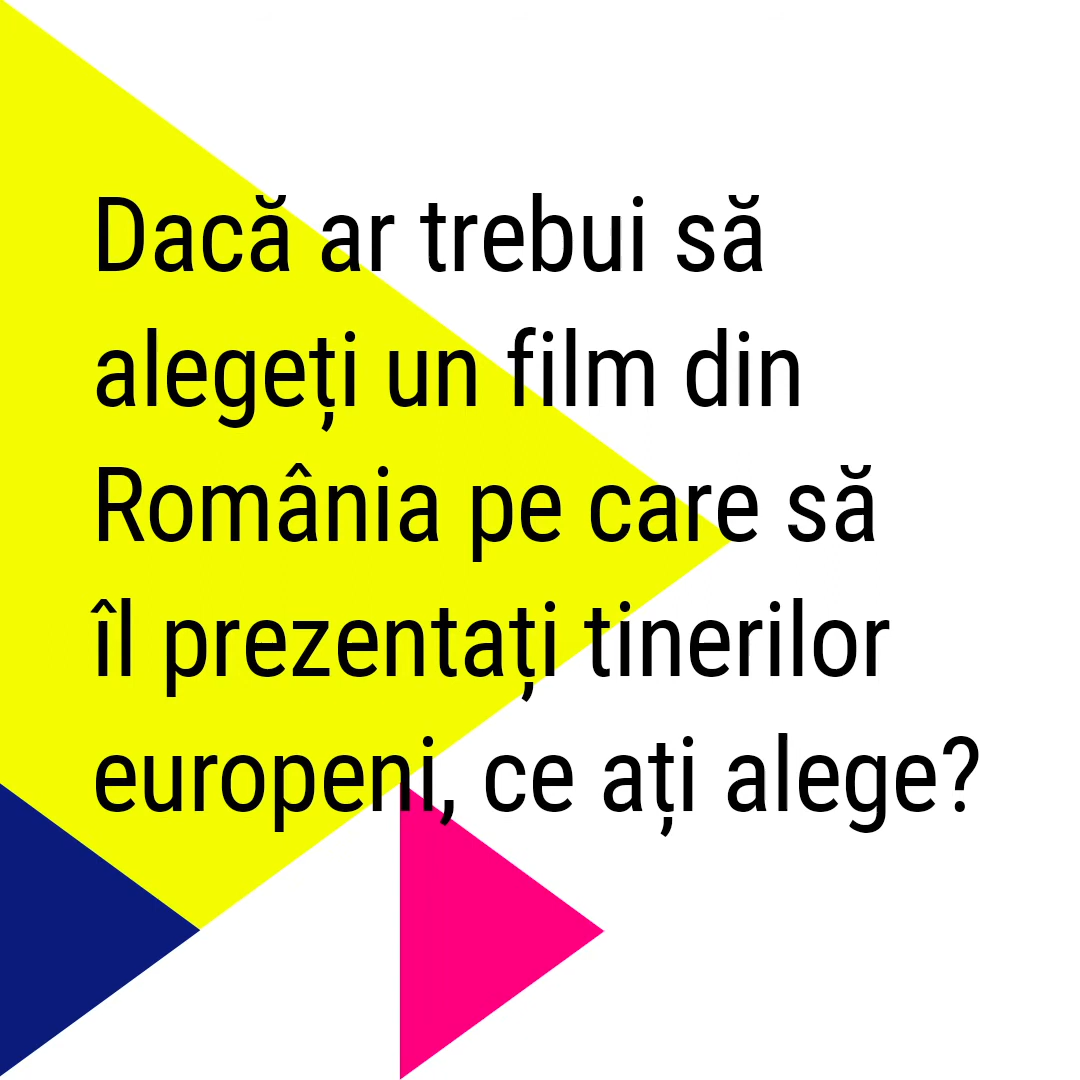 Dacă ar trebui să
alegeți un film din
România pe care să
îl prezentați tinerilor
europeni, ce ați alege?